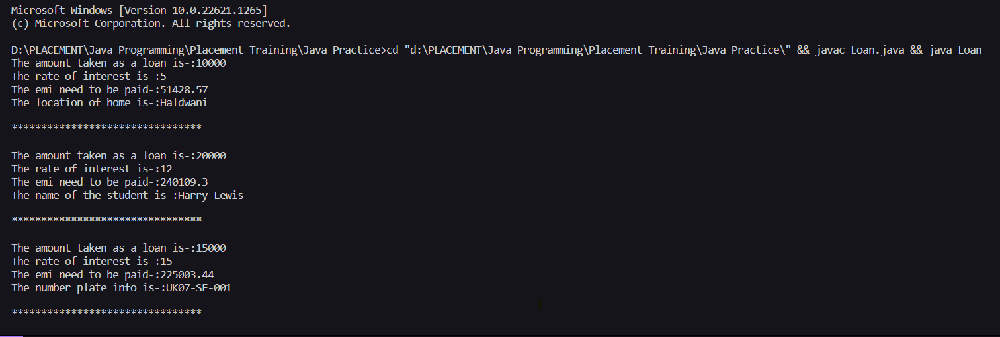 Microsoft Windows [Version 10.0.22621.1265]
(c) Microsoft Corporation. All rights reserved.
D:\PLACEMENT\Java Programming\Placement Training\Java Practice>cd "d:\PLACEMENT\Java Programming\Placement Training\Java Practice\" && javac Loan.java && java Loan
The amount taken as a loan is-:10000
The rate of interest is-:5
The emi need to be paid-:51428.57
The location of home is-:Haldwani
********************************
The amount taken as a loan is-:20000
The rate of interest is-:12
The emi need to be paid-:240109.3
The name of the student is-:Harry Lewis
********************************
The amount taken as a loan is-:15000
The rate of interest is-:15
The emi need to be paid-:225003.44
The number plate info is-:UK07-SE-001
********************************